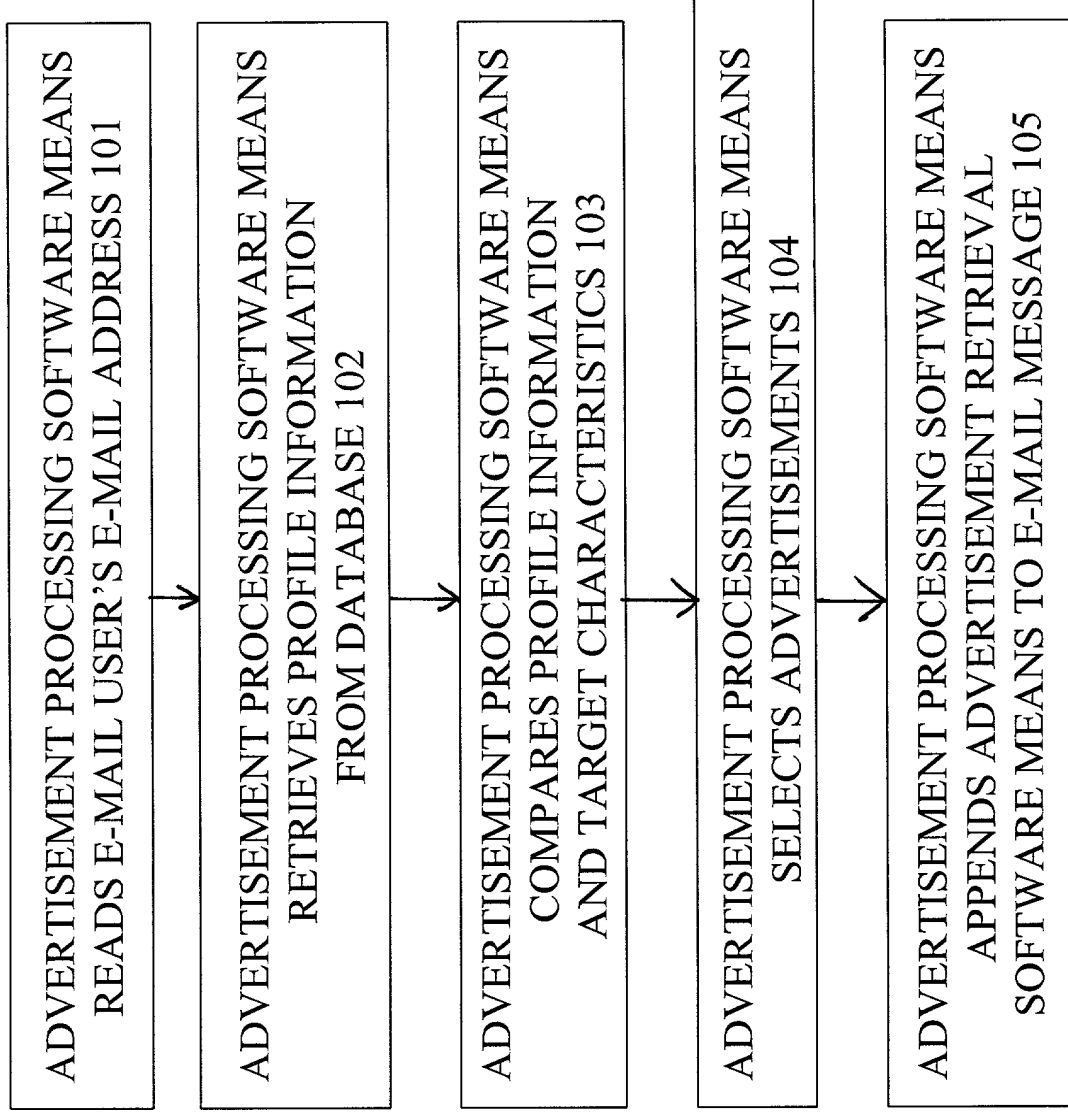 ADVERTISEMENT PROCESSING SOFTWARE MEANS
READS E-MAIL USER'S E-MAIL ADDRESS 101
ADVERTISEMENT PROCESSING SOFTWARE MEANS
RETRIEVES PROFILE INFORMATION
FROM DATABASE 102
ADVERTISEMENT PROCESSING SOFTWARE MEANS
COMPARES PROFILE INFORMATION
AND TARGET CHARACTERISTICS 103
ADVERTISEMENT PROCESSING SOFTWARE MEANS
SELECTS ADVERTISEMENTS 104
ADVERTISEMENT PROCESSING SOFTWARE MEANS
APPENDS ADVERTISEMENT RETRIEVAL
SOFTWARE MEANS TO E-MAIL MESSAGE 105